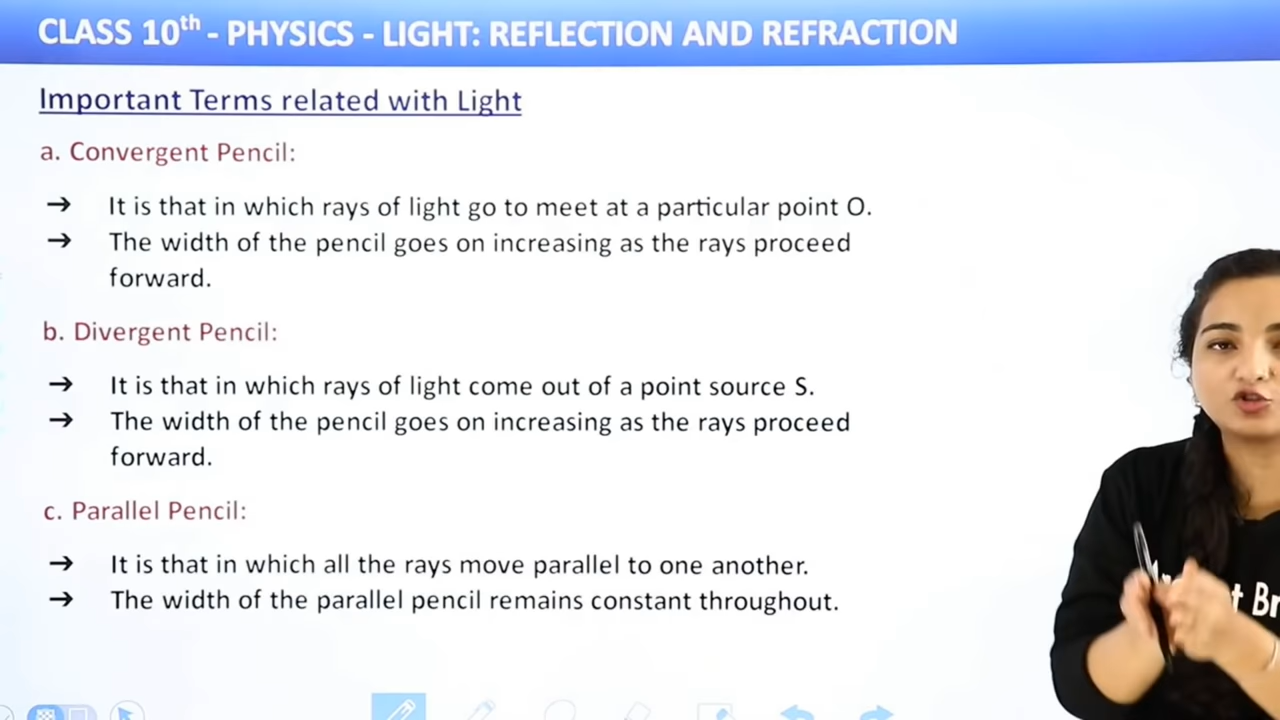 CLASS 10th - PHYSICS - LIGHT: REFLECTION AND REFRACTION
Important Terms related with Light
a. Convergent Pencil:
➔ It is that in which rays of light go to meet at a particular point O.
➔ The width of the pencil goes on increasing as the rays proceed
forward.
b. Divergent Pencil:
➔ It is that in which rays of light come out of a point source S.
➔ The width of the pencil goes on increasing as the rays proceed
forward.
c. Parallel Pencil:
➔ It is that in which all the rays move parallel to one another.
➔ The width of the parallel pencil remains constant throughout.